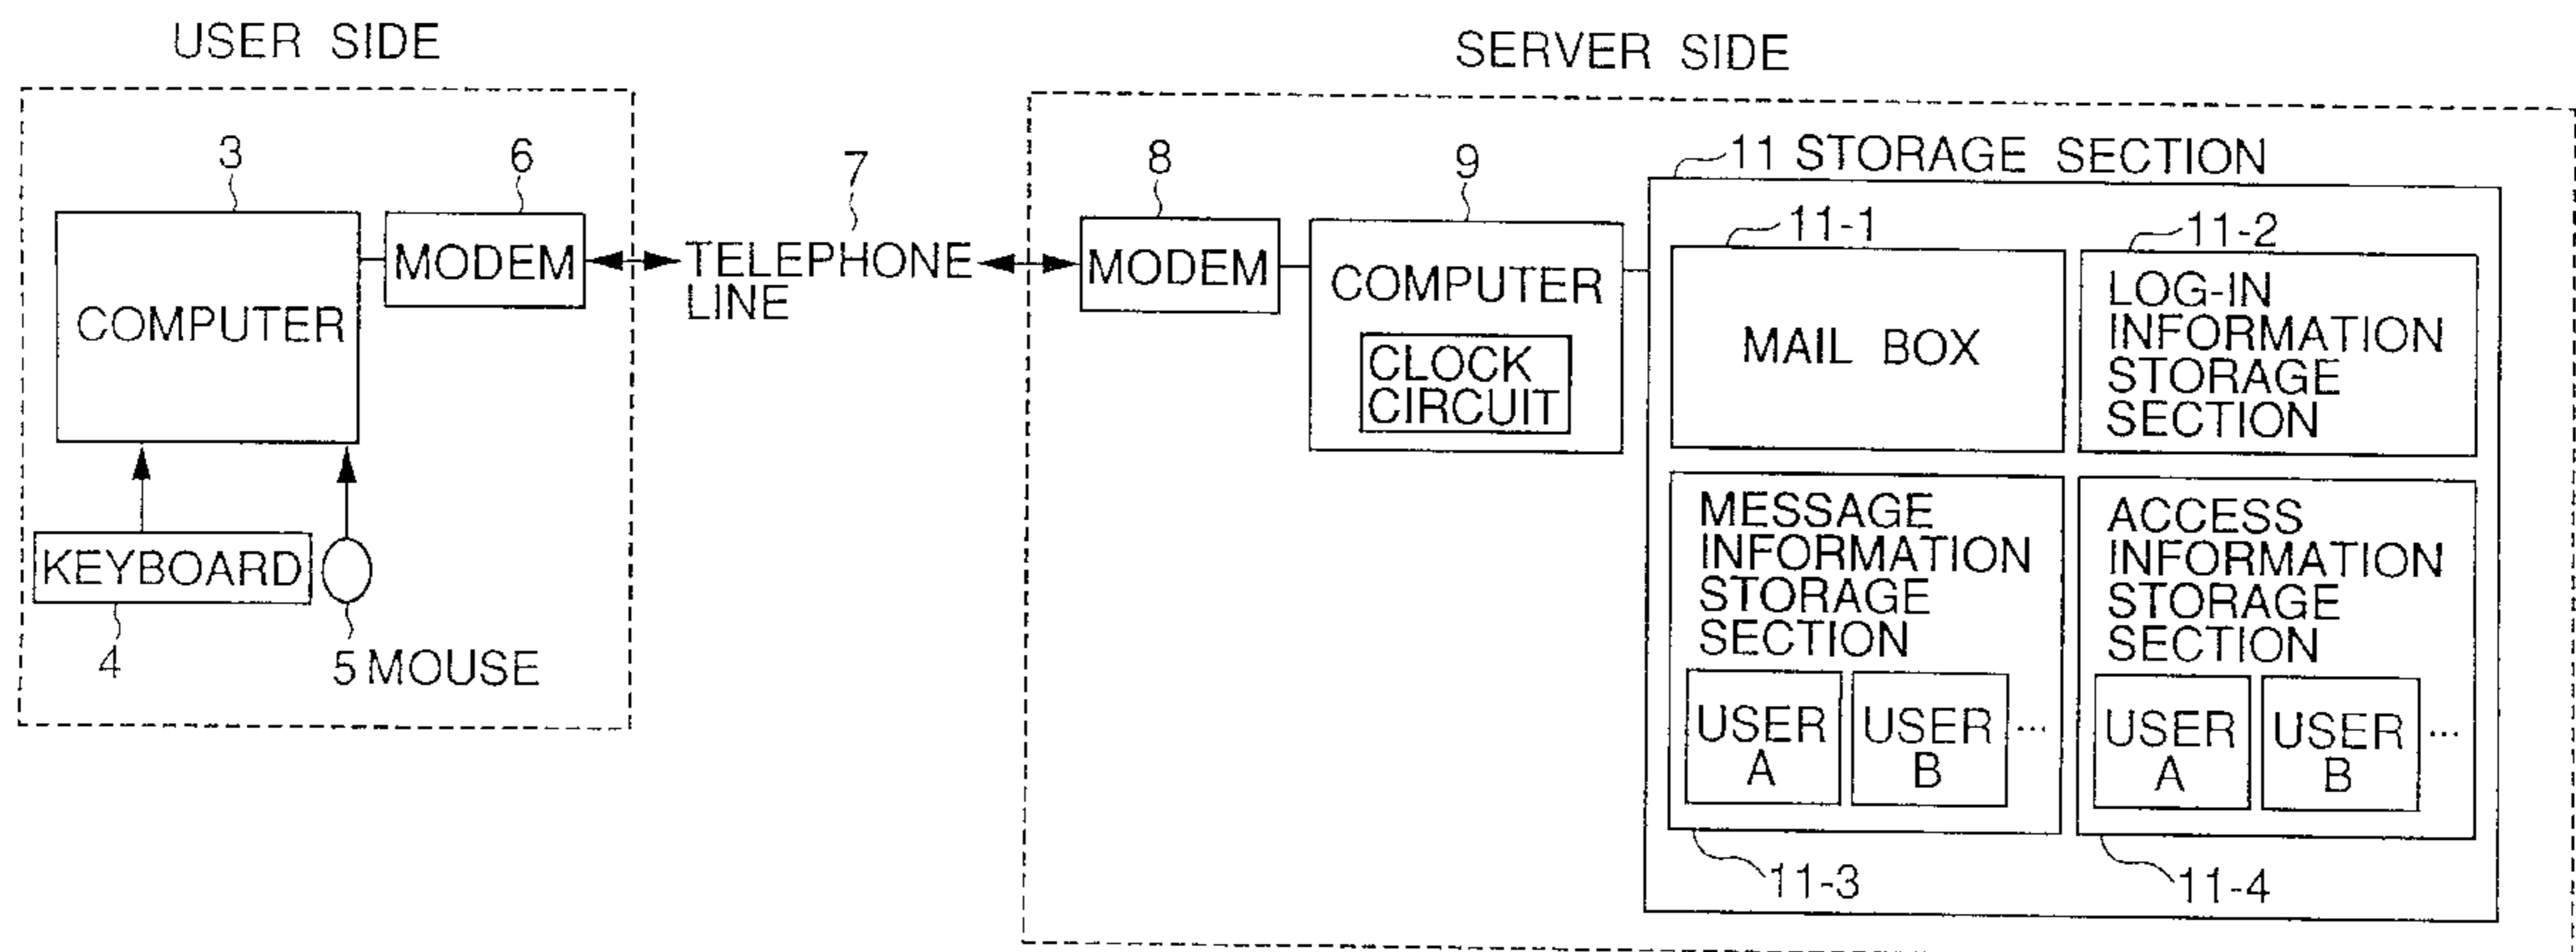 USER SIDE
3
6
COMPUTER
MODEM
KEYBOARD
4
5 MOUSE
7
TELEPHONE
LINE
SERVER SIDE
8
MODEM
9
COMPUTER
CLOCK
CIRCUIT
11 STORAGE SECTION
11-1
MAIL BOX
11-2
LOG-IN
INFORMATION
STORAGE
SECTION
MESSAGE
INFORMATION
STORAGE
SECTION
USER
A
USER
B
...
11-3
ACCESS
INFORMATION
STORAGE
SECTION
USER
A
USER
B
...
11-4